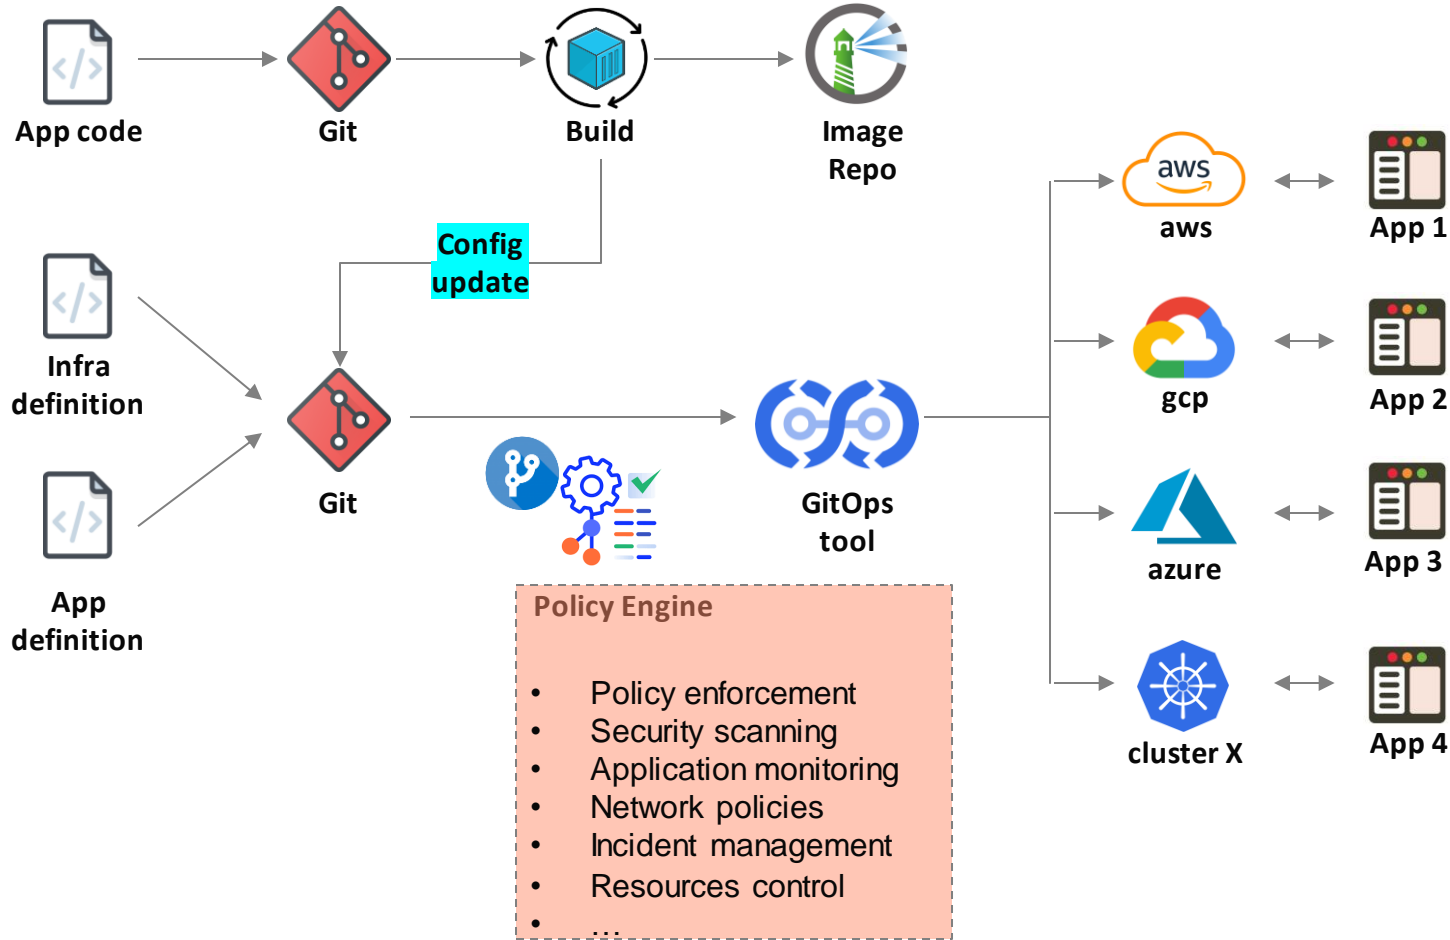 App code
Git
Build
Image
Repo
aws
aws
App 1
Config
update
Infra
definition
gcp
App 2
Git
GitOps
tool
azure
App 3
App
definition
Policy Engine
• Policy enforcement
• Security scanning
• Application monitoring
• Network policies
• Incident management
• Resources control
• ...
cluster X
App 4